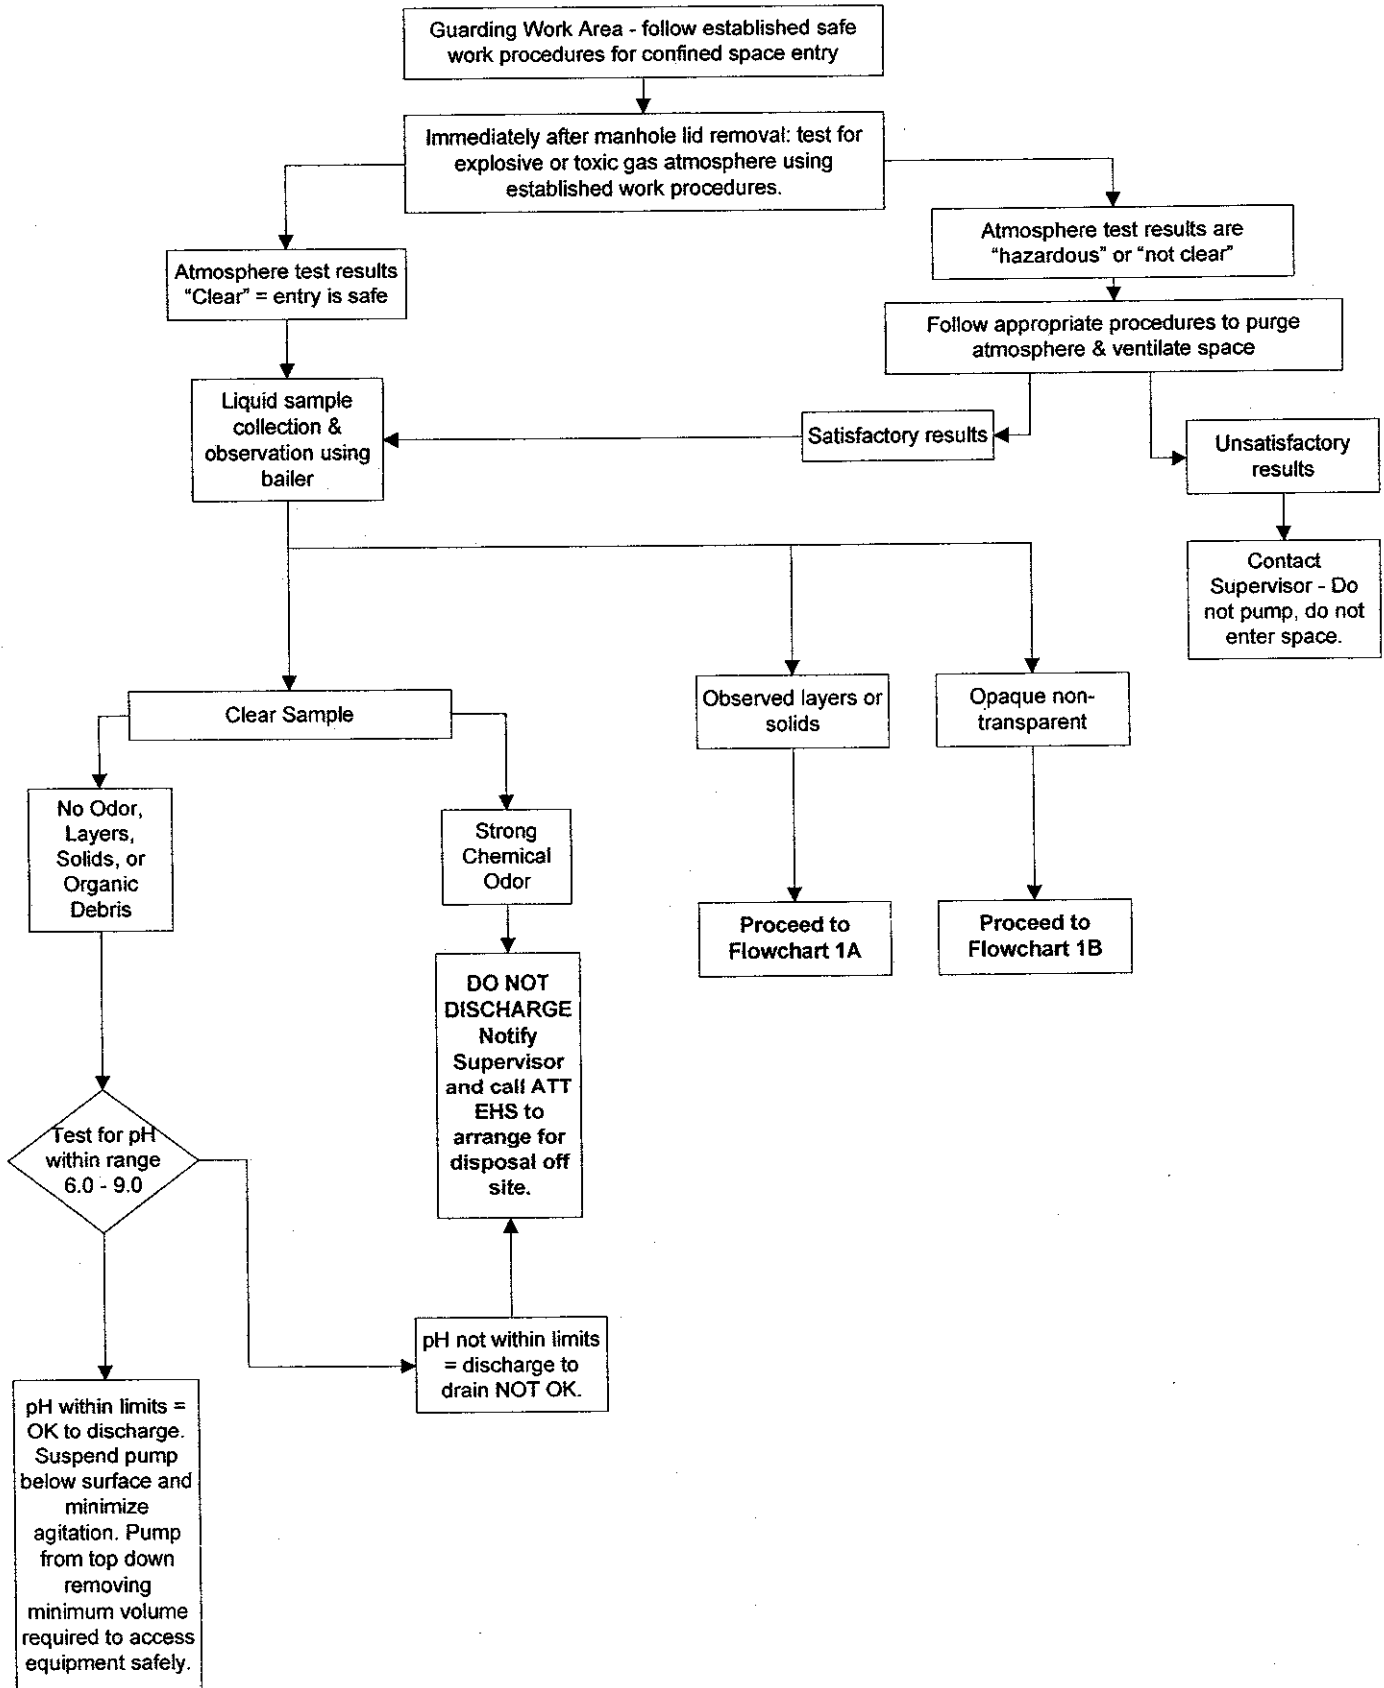 Guarding Work Area - follow established safe
work procedures for confined space entry
Immediately after manhole lid removal: test for
explosive or toxic gas atmosphere using
established work procedures.
Atmosphere test results are
“hazardous” or “not clear”
Atmosphere test results
“Clear” = entry is safe
Follow appropriate procedures to purge
atmosphere & ventilate space
Liquid sample
collection &
observation using
bailer
Satisfactory results
Unsatisfactory
results
Contact
Supervisor - Do
not pump, do not
enter space.
Clear Sample
Observed layers or
solids
Opaque non-
transparent
No Odor,
Layers,
Solids, or
Organic
Debris
Strong
Chemical
Odor
Proceed to
Flowchart 1A
Proceed to
Flowchart 1B
DO NOT
DISCHARGE
Notify
Supervisor
and call ATT
EHS to
arrange for
disposal off
site.
Test for pH
within range
6.0 - 9.0
pH not within limits
= discharge to
drain NOT OK.
pH within limits =
OK to discharge.
Suspend pump
below surface and
minimize
agitation. Pump
from top down
removing
minimum volume
required to access
equipment safely.